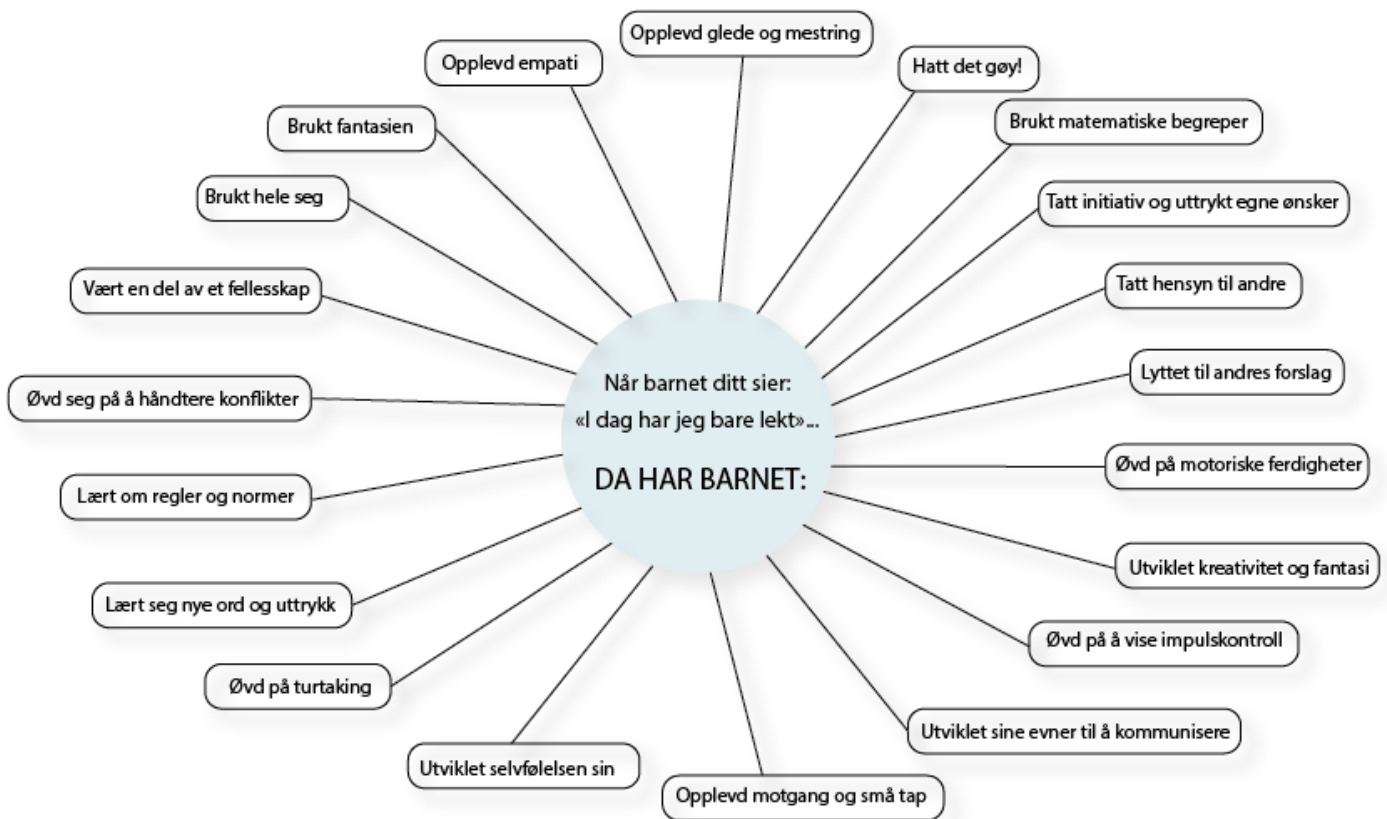 Når barnet ditt sier:
«I dag har jeg bare lekt»...
DA HAR BARNET:
Opplevd glede og mestring
Hatt det gøy!
Brukt matematiske begreper
Tatt initiativ og uttrykt egne ønsker
Tatt hensyn til andre
Lyttet til andres forslag
Øvd på motoriske ferdigheter
Utviklet kreativitet og fantasi
Øvd på å vise impulskontroll
Utviklet sine evner til å kommunisere
Opplevd motgang og små tap
Utviklet selvfølelsen sin
Øvd på turtaking
Lært seg nye ord og uttrykk
Lært om regler og normer
Øvd seg på å håndtere konflikter
Vært en del av et fellesskap
Brukt hele seg
Brukt fantasien
Opplevd empati